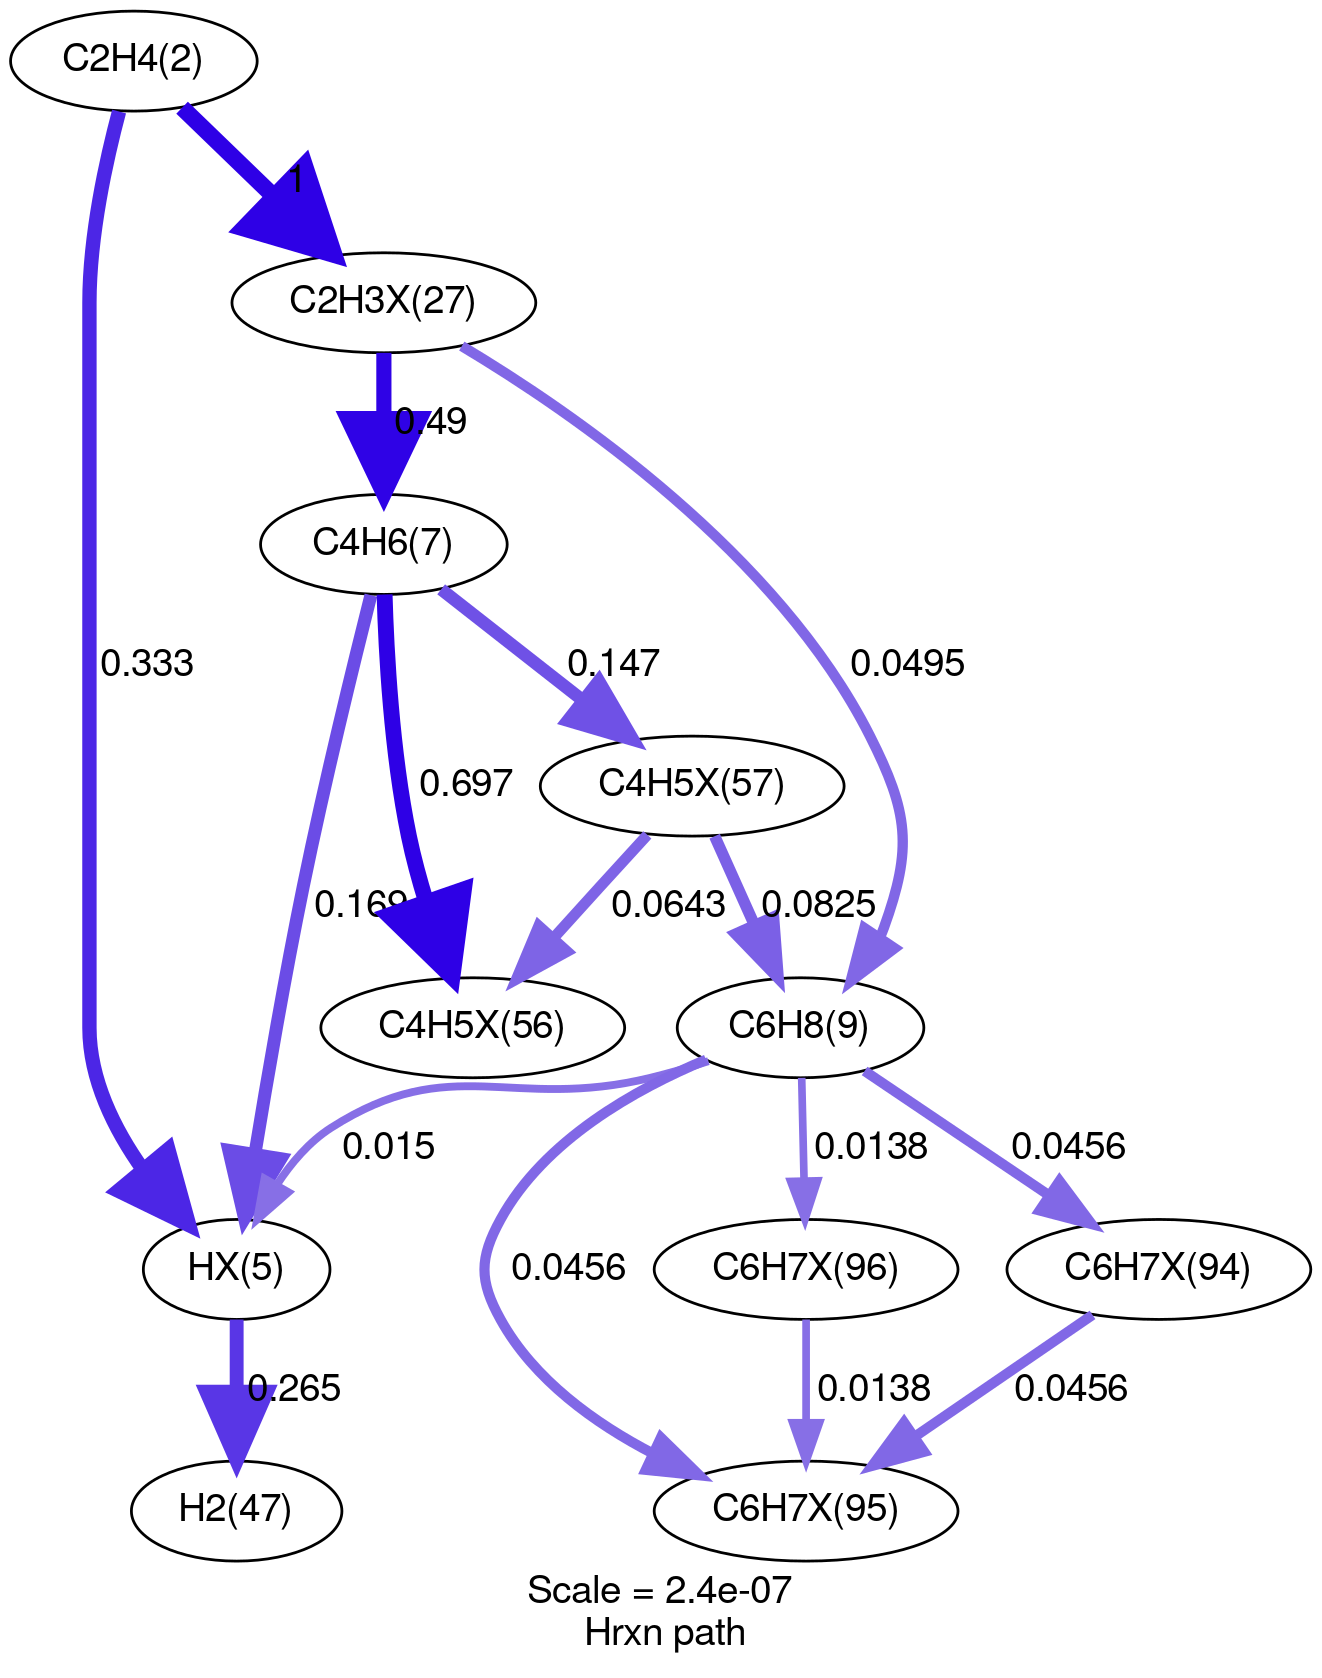 C2H4(2)
1
C2H3X(27)
0.49
C4H6(7)
0.333
0.147
0.0495
C4H5X(57)
0.697
0.169
0.0643
0.0825
C4H5X(56)
C6H8(9)
0.015
0.0138
0.0456
HX(5)
0.0456
C6H7X(96)
C6H7X(94)
0.265
0.0138
0.0456
H2(47)
C6H7X(95)
Scale = 2.4e-07
Hrxn path